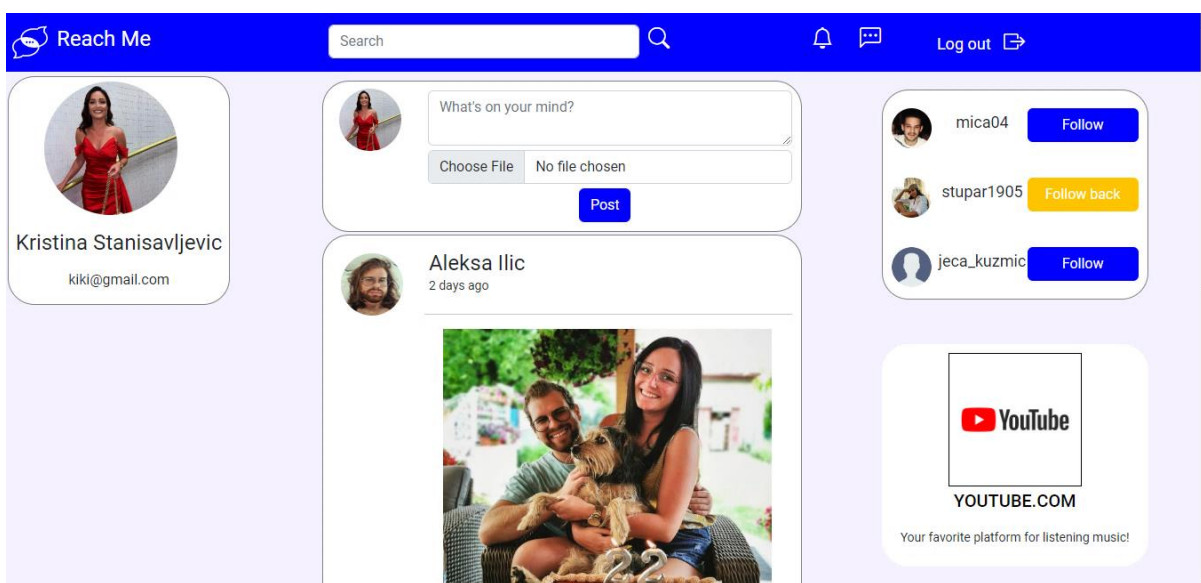 Reach Me
Search
Log out
Kristina Stanisavljevic
kiki@gmail.com
What's on your mind?
Choose File No file chosen
Post
Aleksa Ilic
2 days ago
22
mica04 Follow
stupar1905 Follow back
jeca_kuzmic Follow
YouTube
YOUTUBE.COM
Your favorite platform for listening music!